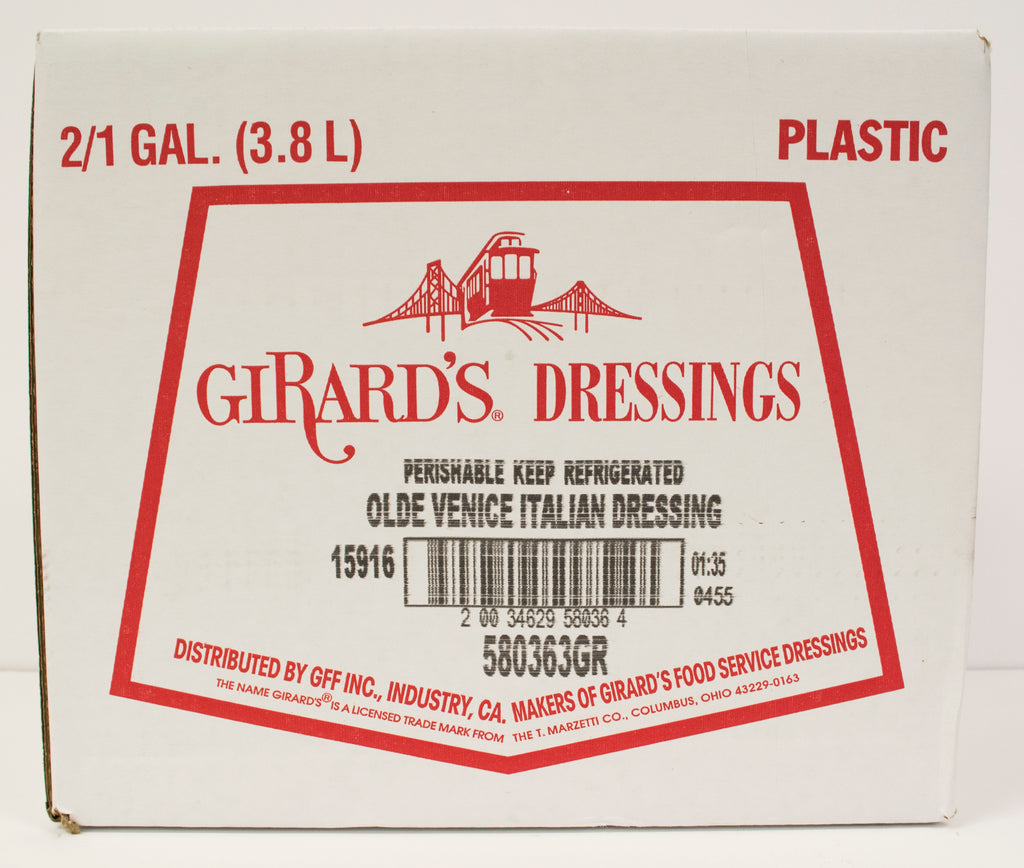 2/1 GAL. (3.8 L)
PLASTIC
GIRARD'S® DRESSINGS
PERISHABLE KEEP REFRIGERATED
OLDE VENICE ITALIAN DRESSING
15916
01:35
0455
2 00 34629 58036 4
580363GR
DISTRIBUTED BY GFF INC., INDUSTRY, CA. MAKERS OF GIRARD'S FOOD SERVICE DRESSINGS
THE NAME GIRARD'S® IS A LICENSED TRADE MARK FROM THE T. MARZETTI CO., COLUMBUS, OHIO 43229-0163